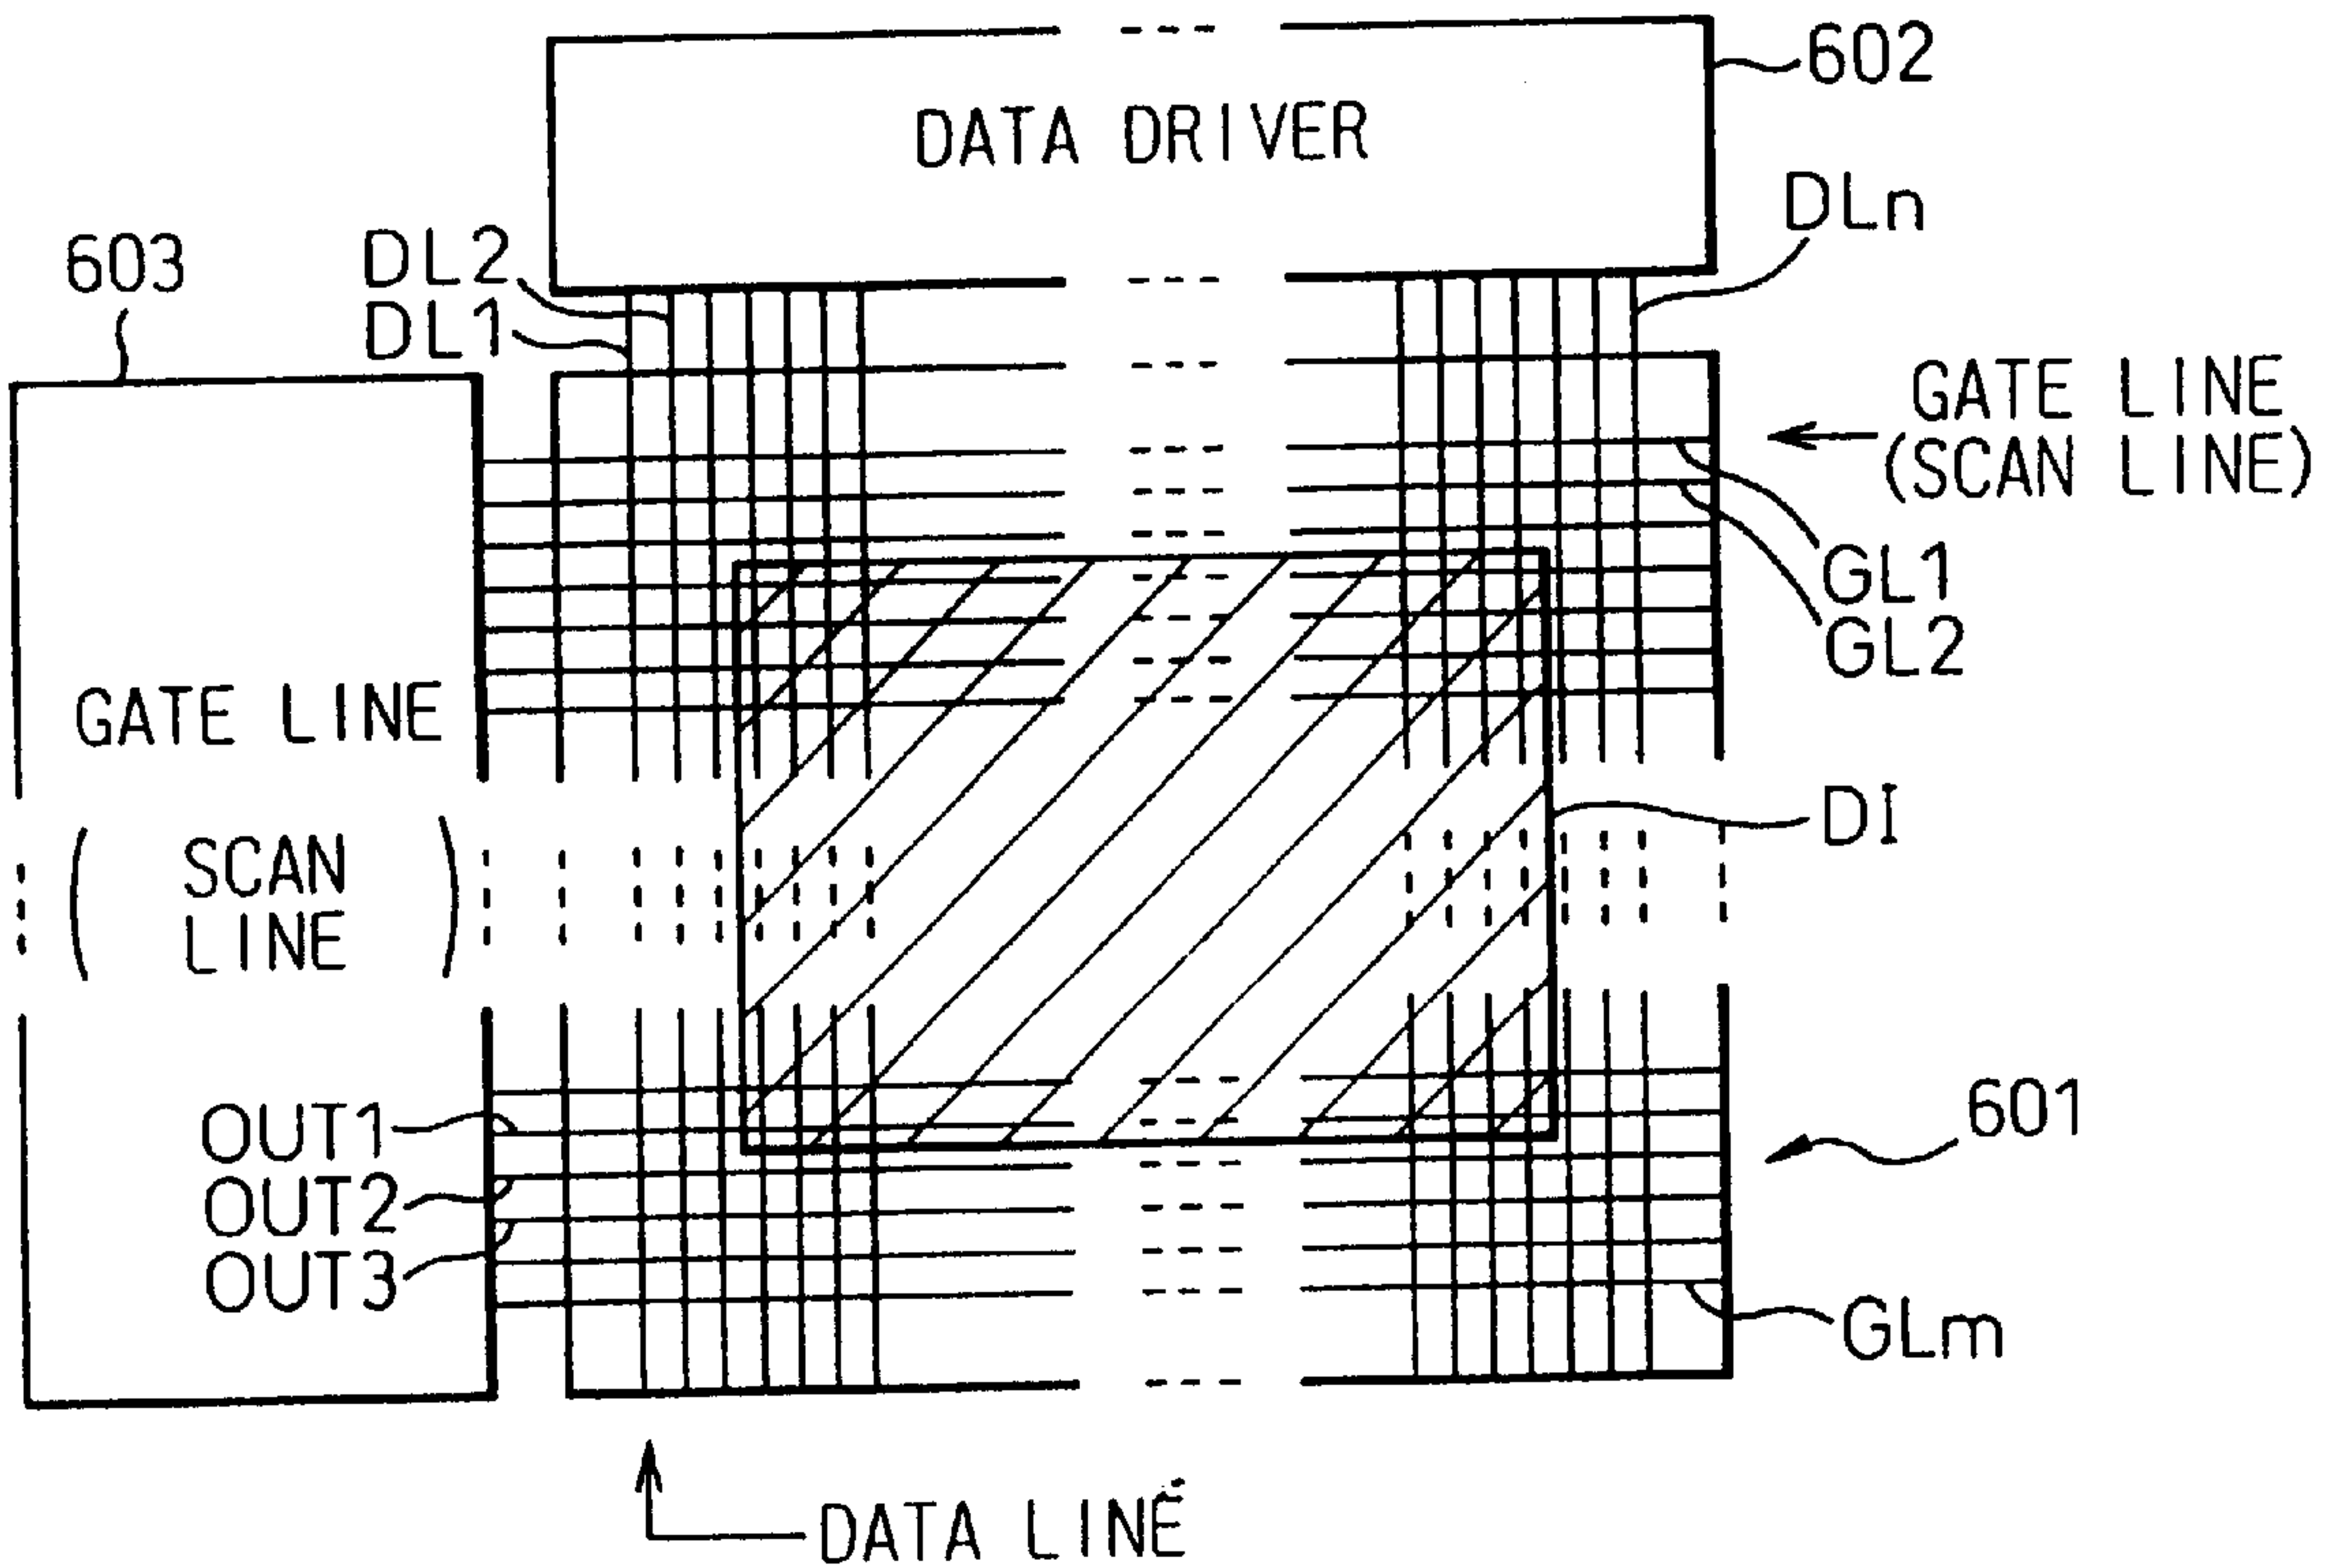 602
DATA DRIVER
DLn
603
DL2
DL1
GATE LINE
(SCAN LINE)
GL1
GL2
GATE LINE
(SCAN
LINE)
DI
OUT1
OUT2
OUT3
601
GLm
DATA LINE